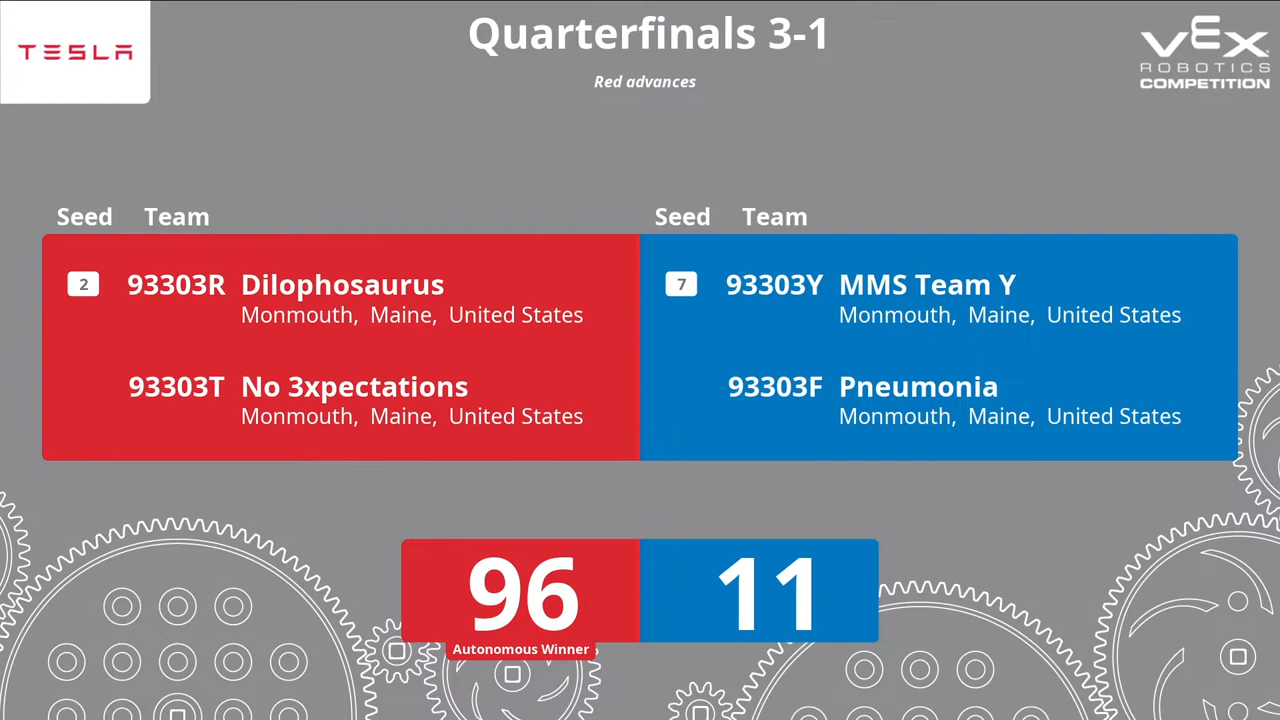 TESLA
Quarterfinals 3-1
Red advances
VEX
ROBOTICS
COMPETITION
Seed Team
Seed Team
2 93303R Dilophosaurus
Monmouth, Maine, United States
93303T No 3xpectations
Monmouth, Maine, United States
7 93303Y MMS Team Y
Monmouth, Maine, United States
93303F Pneumonia
Monmouth, Maine, United States
96
Autonomous Winner
11